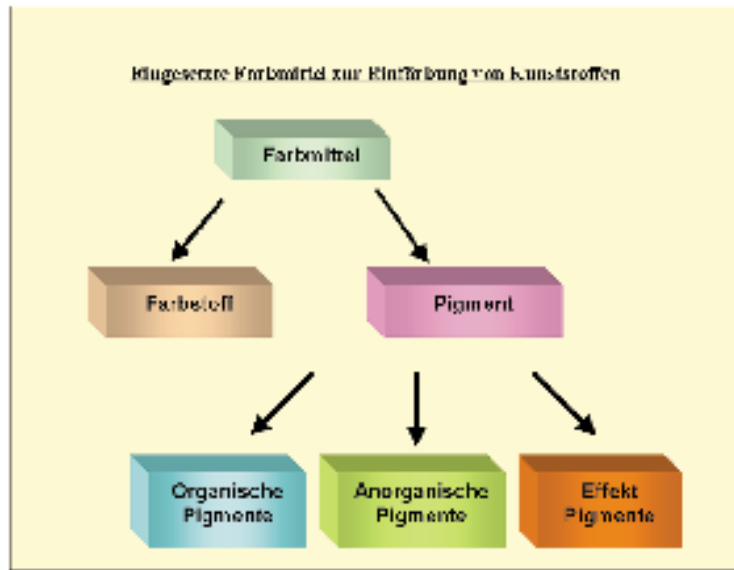 Eingesetzte Farbmittel zur Einfärbung von Kunststoffen
Farbmittel
Farbstoff
Pigment
Organische
Pigmente
Anorganische
Pigmente
Effekt
Pigmente